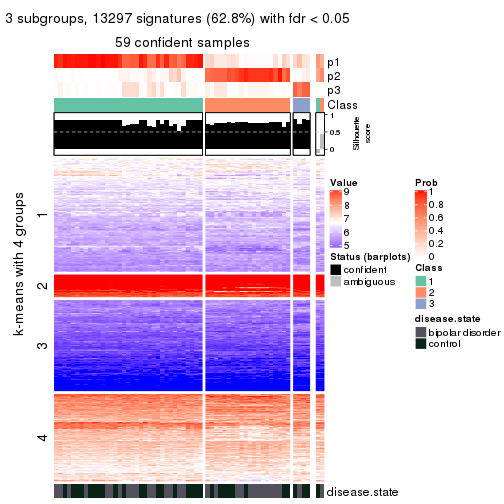 3 subgroups, 13297 signatures (62.8%) with fdr < 0.05
59 confident samples
p1
p2
p3
Class
1
0.5
0
Silhouette
score
k-means with 4 groups
1
2
3
4
Value
9
8
7
6
5
Status (barplots)
confident
ambiguous
Prob
1
0.8
0.6
0.4
0.2
0
Class
1
2
3
disease.state
bipolar disorder
control
disease.state